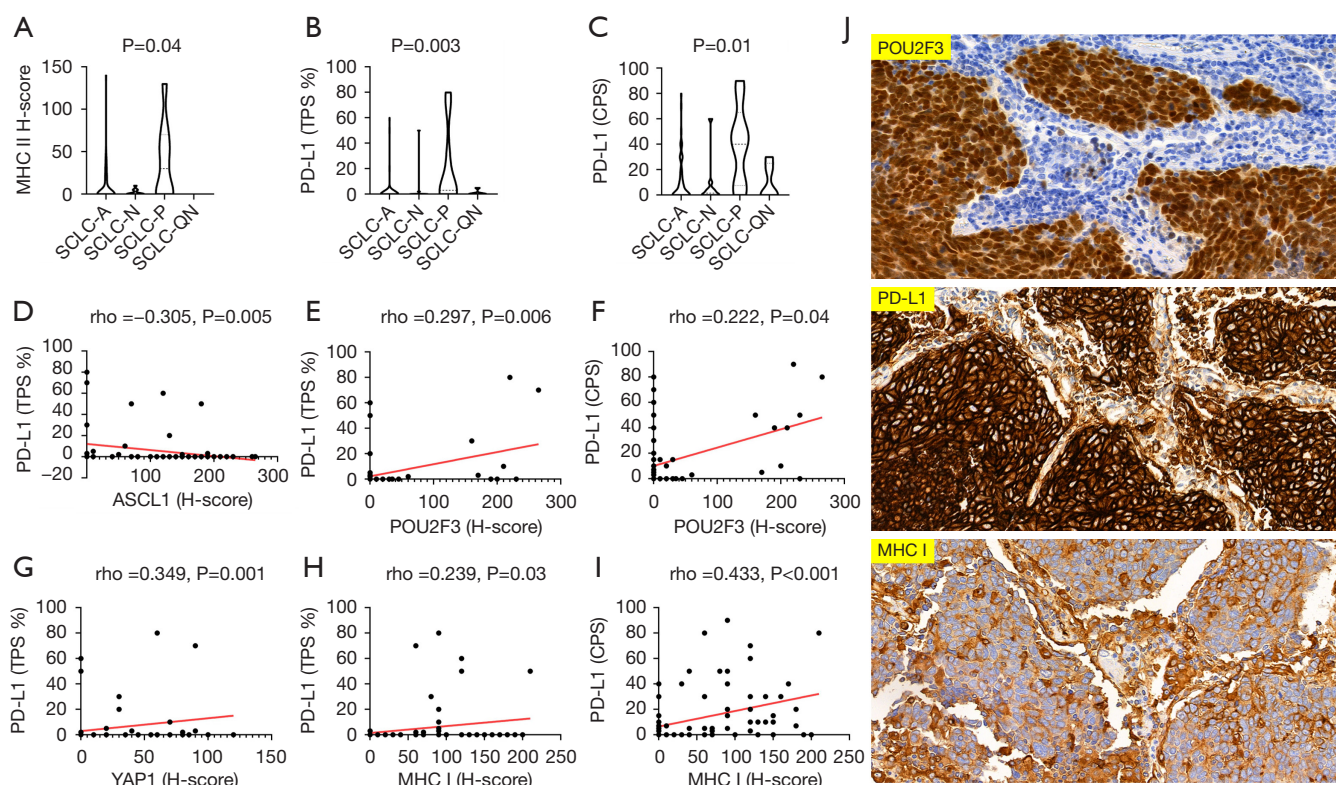 A
P=0.04
MHC II H-score
150
100
50
0
SCLC-A
SCLC-N
SCLC-P
SCLC-QN
B
P=0.003
PD-L1 (TPS %)
100
80
60
40
20
0
SCLC-A
SCLC-N
SCLC-P
SCLC-QN
C
P=0.01
PD-L1 (CPS)
100
80
60
40
20
0
SCLC-A
SCLC-N
SCLC-P
SCLC-QN
D
rho =−0.305, P=0.005
PD-L1 (TPS %)
100
80
60
40
20
0
−20
100 200 300
ASCL1 (H-score)
E
rho =0.297, P=0.006
PD-L1 (TPS %)
100
80
60
40
20
0
0 100 200 300
POU2F3 (H-score)
F
rho =0.222, P=0.04
PD-L1 (CPS)
100
80
60
40
20
0
0 100 200 300
POU2F3 (H-score)
G
rho =0.349, P=0.001
PD-L1 (TPS %)
100
80
60
40
20
0
0 50 100 150
YAP1 (H-score)
H
rho =0.239, P=0.03
PD-L1 (TPS %)
100
80
60
40
20
0
0 50 100 150 200 250
MHC I (H-score)
I
rho =0.433, P<0.001
PD-L1 (CPS)
100
80
60
40
20
0
0 50 100 150 200 250
MHC I (H-score)
J
POU2F3
PD-L1
MHC I